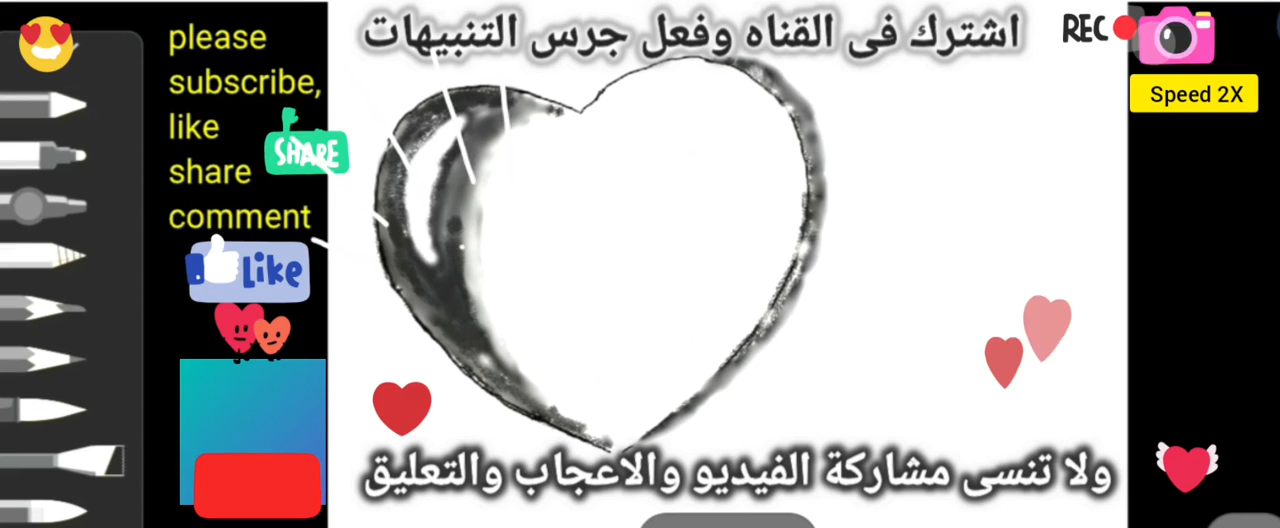 اشترك فى القناه وفعل جرس التنبيهات
REC
Speed 2X
please
subscribe,
like
share
comment
SHARE
Like
ولا تنسى مشاركة الفيديو والاعجاب والتعليق